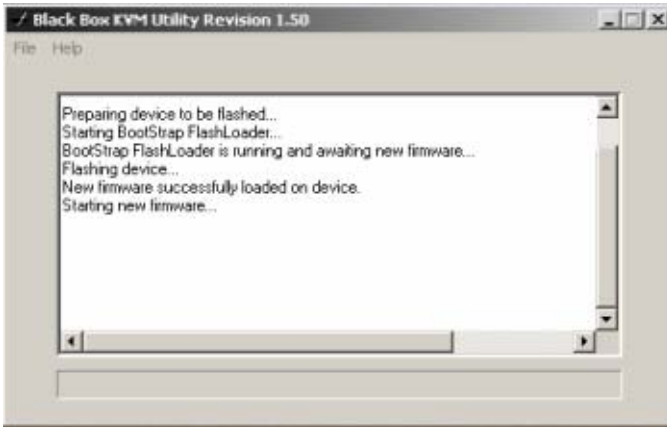 Black Box KVM Utility Revision 1.50
File Help
Preparing device to be flashed...
Starting BootStrap FlashLoader...
BootStrap FlashLoader is running and awaiting new firmware...
Flashing device...
New firmware successfully loaded on device.
Starting new firmware...